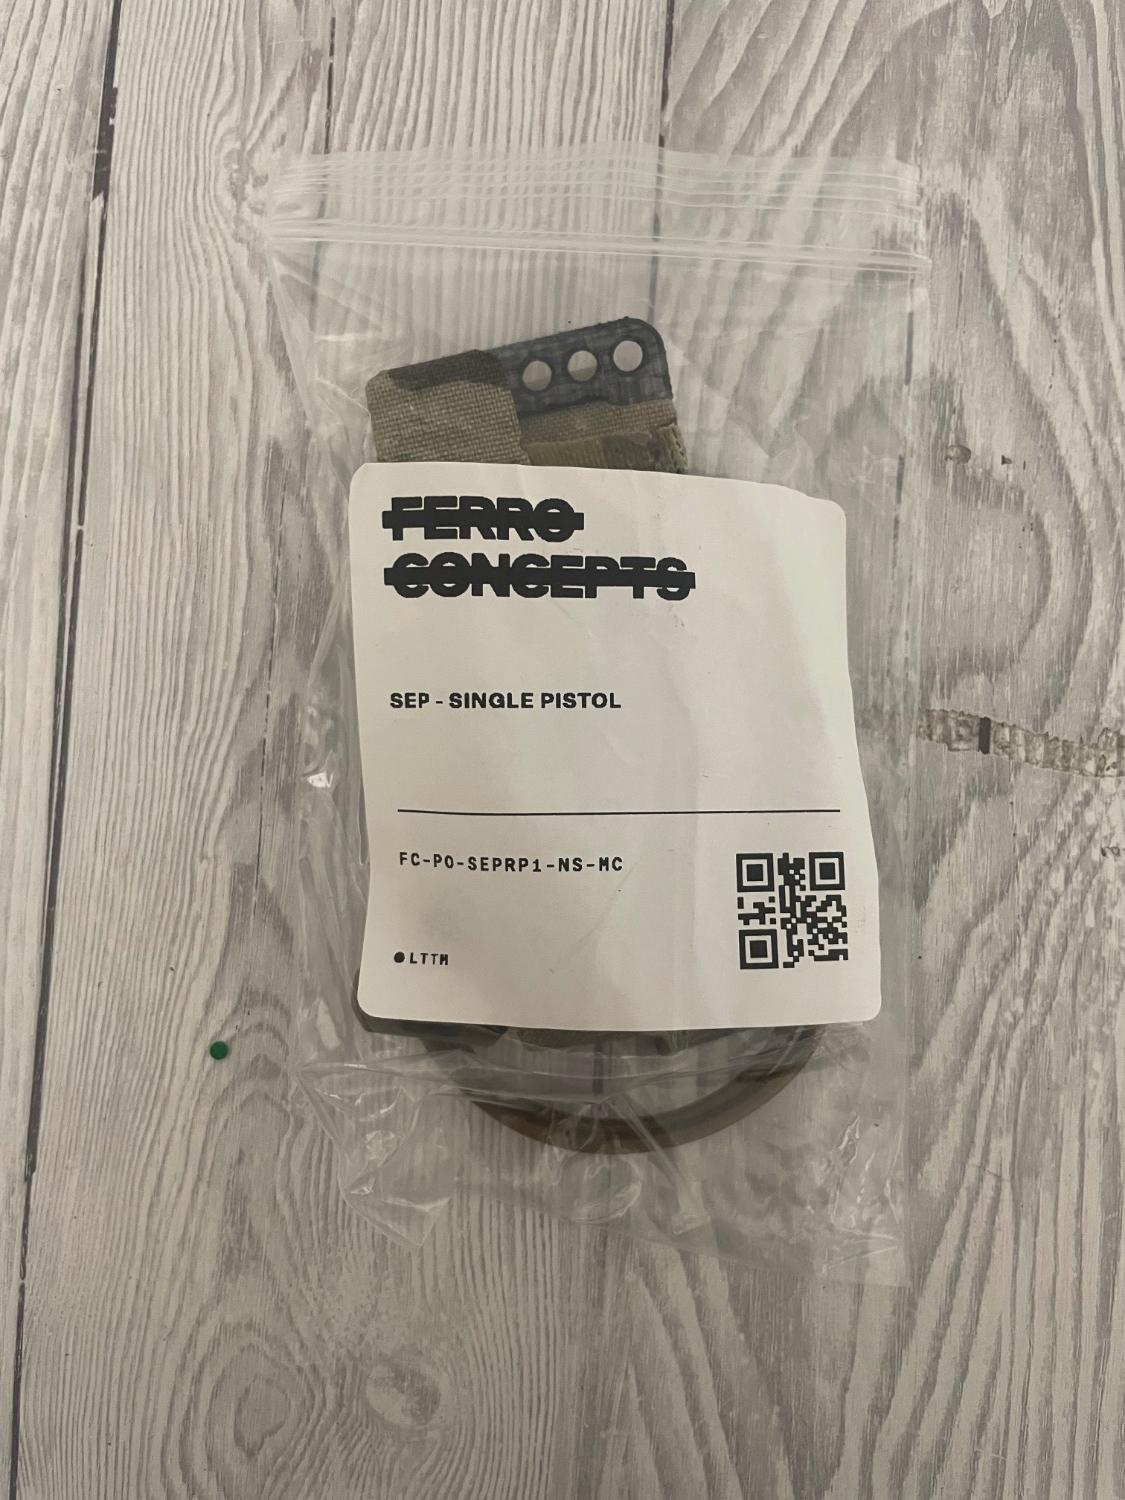 FERRO
CONCEPTS
SEP - SINGLE PISTOL
FC-PO-SEPRP1-NS-MC
LTTM